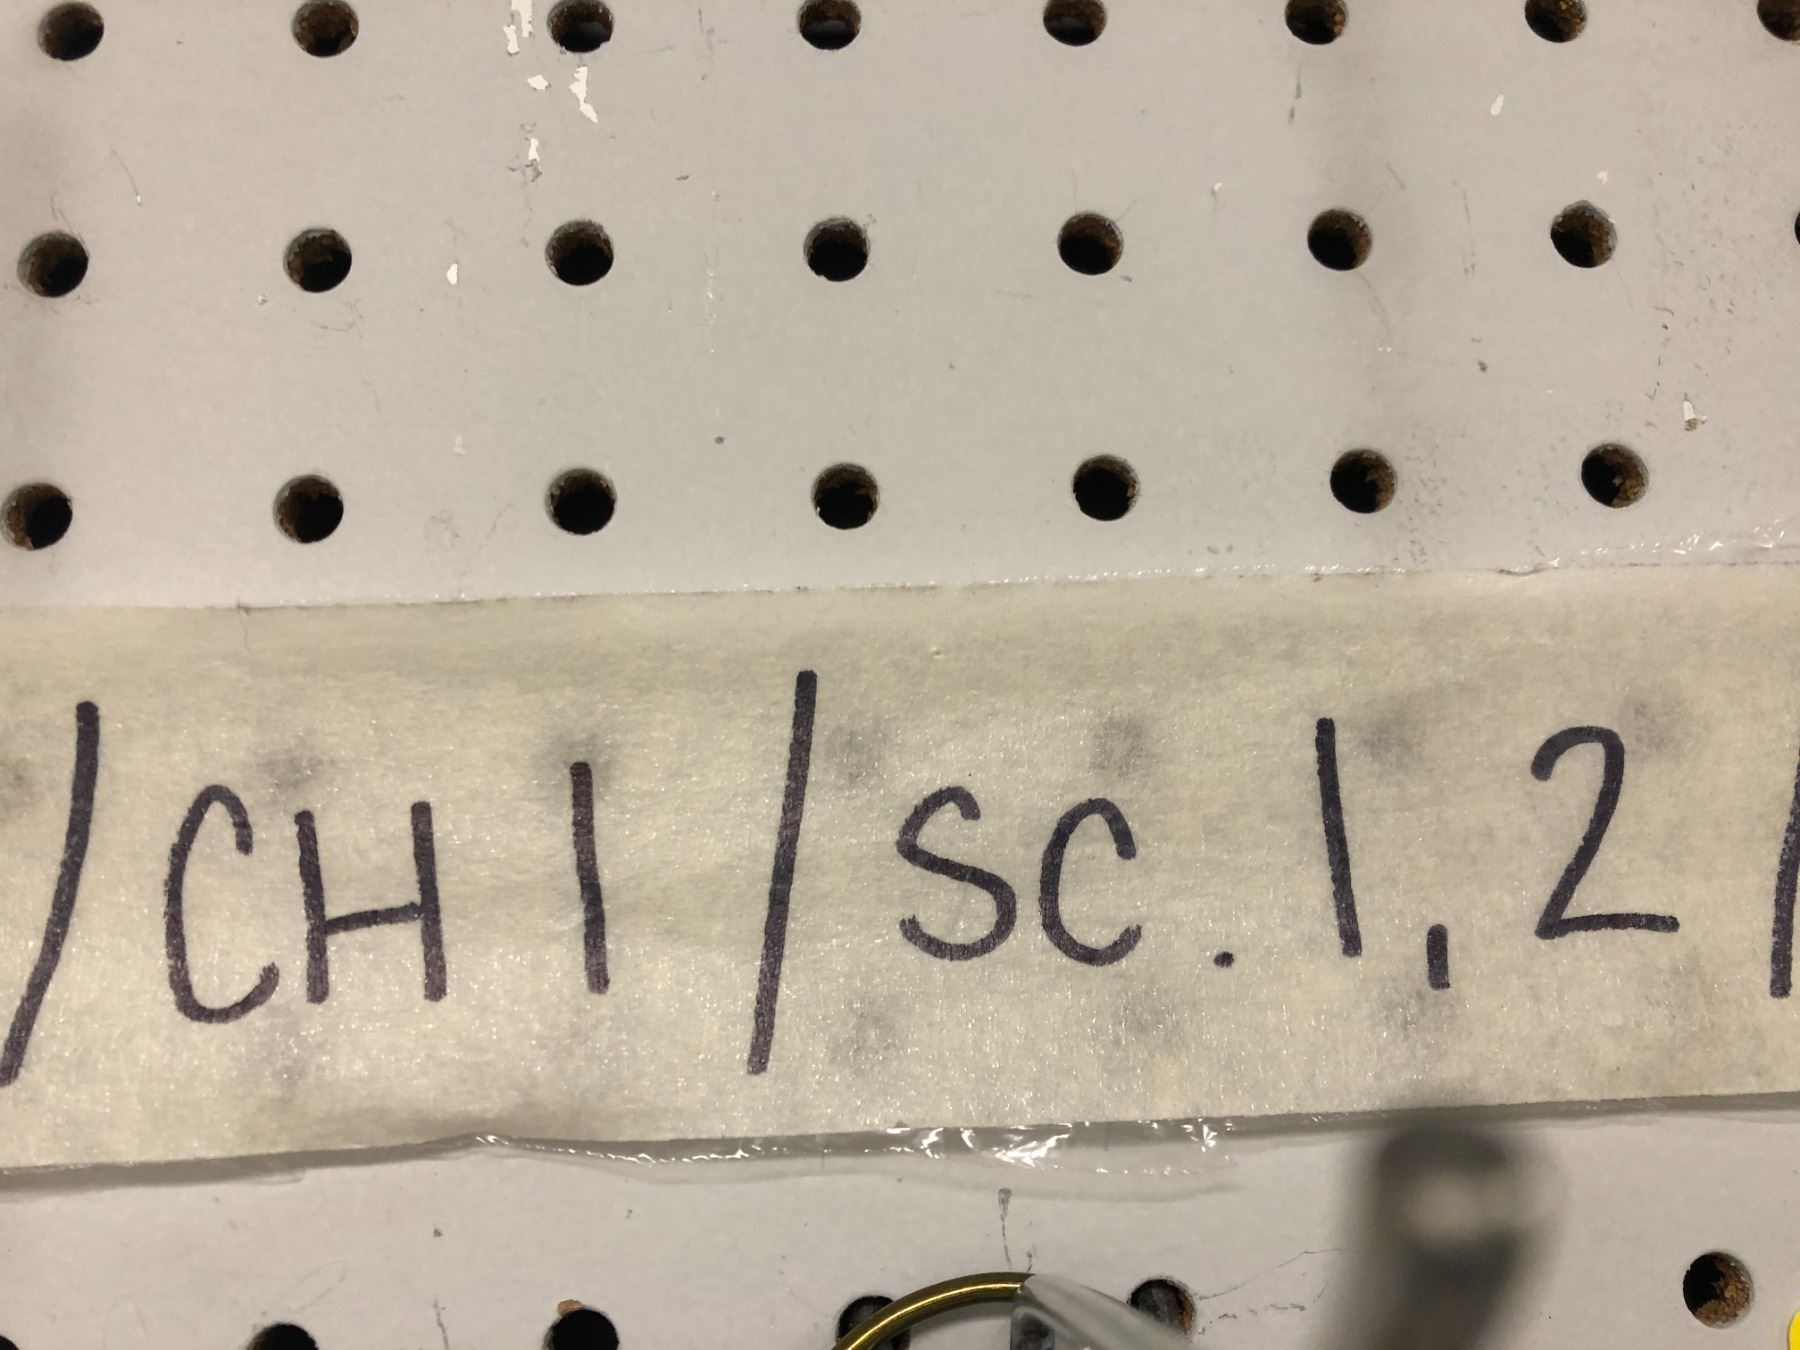 /CH 1/SC. 1, 2/